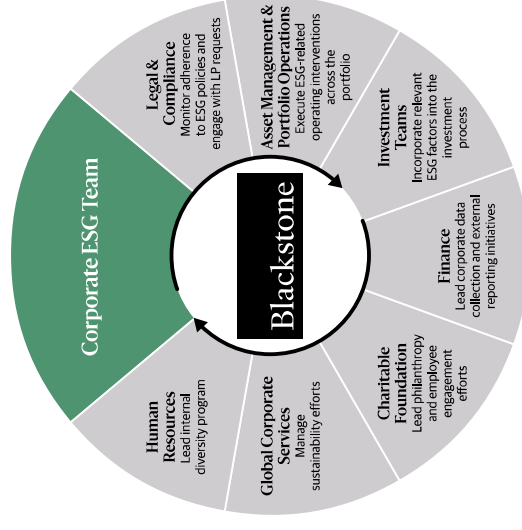 Corporate ESG Team
Legal &
Compliance
Monitor adherence
to ESG policies and
engage with LP requests
Asset Management &
Portfolio Operations
Execute ESG-related
operating interventions
across the
portfolio
Investment
Teams
Incorporate relevant
ESG factors into the
investment
process
Finance
Lead corporate data
collection and external
reporting initiatives
Charitable
Foundation
Lead philanthropy
and employee
engagement
efforts
Global Corporate
Services
Manage
sustainability efforts
Human
Resources
Lead internal
diversity program
Blackstone